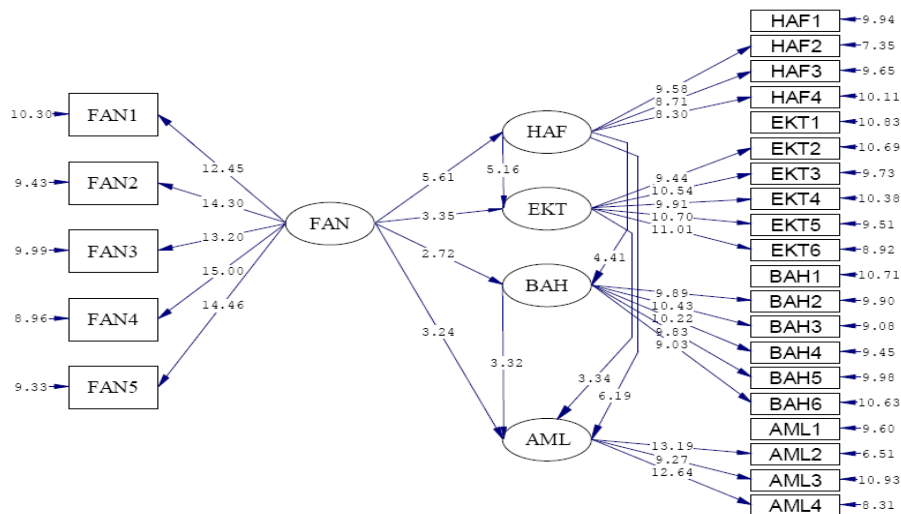 HAF1 9.94
HAF2 7.35
9.58 HAF3 9.65
8.71
8.30 HAF4 10.11
10.30 FAN1 HAF EKT1 10.83
12.45 5.61 5.16 EKT2 10.69
9.43 FAN2 9.44 EKT3 9.73
14.30 10.54
FAN 3.35 EKT 9.91 EKT4 10.38
13.20 10.70 EKT5 9.51
9.99 FAN3 2.72 11.01 EKT6 8.92
15.00 4.41 BAH1 10.71
14.46 BAH 9.89 BAH2 9.90
8.96 FAN4 10.43 BAH3 9.08
3.24 10.22
9.83 BAH4 9.45
9.03
3.32 BAH5 9.98
9.33 FAN5 3.34 BAH6 10.63
6.19 AML1 9.60
AML 13.19 AML2 6.51
9.27 AML3 10.93
12.64 AML4 8.31